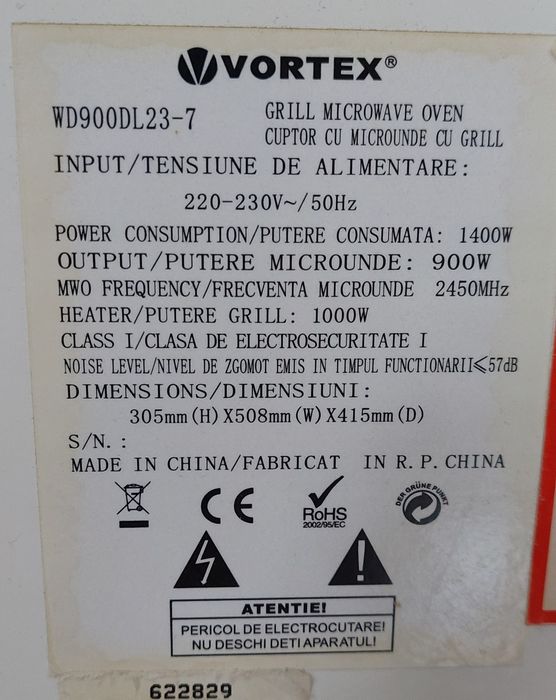 VORTEX®
WD900DL23-7
GRILL MICROWAVE OVEN
CUPTOR CU MICROUNDE CU GRILL
INPUT/TENSIUNE DE ALIMENTARE:
220-230V~/50Hz
POWER CONSUMPTION/PUTERE CONSUMATA: 1400W
OUTPUT/PUTERE MICROUNDE: 900W
MWO FREQUENCY/FRECVENTA MICROUNDE 2450MHz
HEATER/PUTERE GRILL: 1000W
CLASS I/CLASA DE ELECTROSECURITATE I
NOISE LEVEL/NIVEL DE ZGOMOT EMIS IN TIMPUL FUNCTIONARII≤57dB
DIMENSIONS/DIMENSIUNI:
305mm(H)X508mm(W)X415mm(D)
S/N.:
MADE IN CHINA/FABRICAT IN R.P.CHINA
CE
RoHS
2002/95/EC
DER GRÜNE PUNKT
ATENTIE!
PERICOL DE ELECTROCUTARE!
NU DESCHIDETI APARATUL!
622829